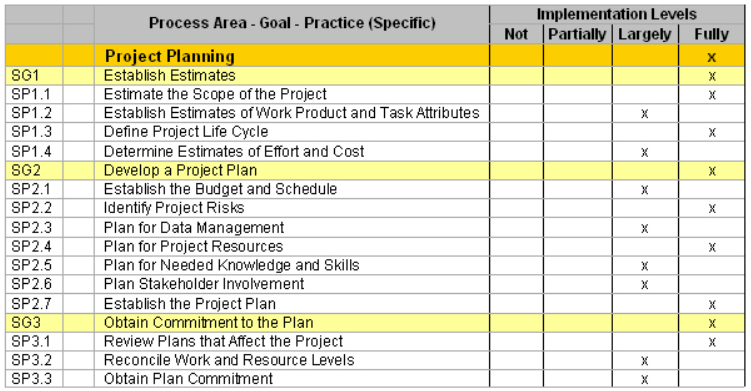 Process Area - Goal - Practice (Specific) Implementation Levels
Not Partially Largely Fully
Project Planning x
SG1 Establish Estimates x
SP1.1 Estimate the Scope of the Project x
SP1.2 Establish Estimates of Work Product and Task Attributes x
SP1.3 Define Project Life Cycle x
SP1.4 Determine Estimates of Effort and Cost x
SG2 Develop a Project Plan x
SP2.1 Establish the Budget and Schedule x
SP2.2 Identify Project Risks x
SP2.3 Plan for Data Management x
SP2.4 Plan for Project Resources x
SP2.5 Plan for Needed Knowledge and Skills x
SP2.6 Plan Stakeholder Involvement x
SP2.7 Establish the Project Plan x
SG3 Obtain Commitment to the Plan x
SP3.1 Review Plans that Affect the Project x
SP3.2 Reconcile Work and Resource Levels x
SP3.3 Obtain Plan Commitment x